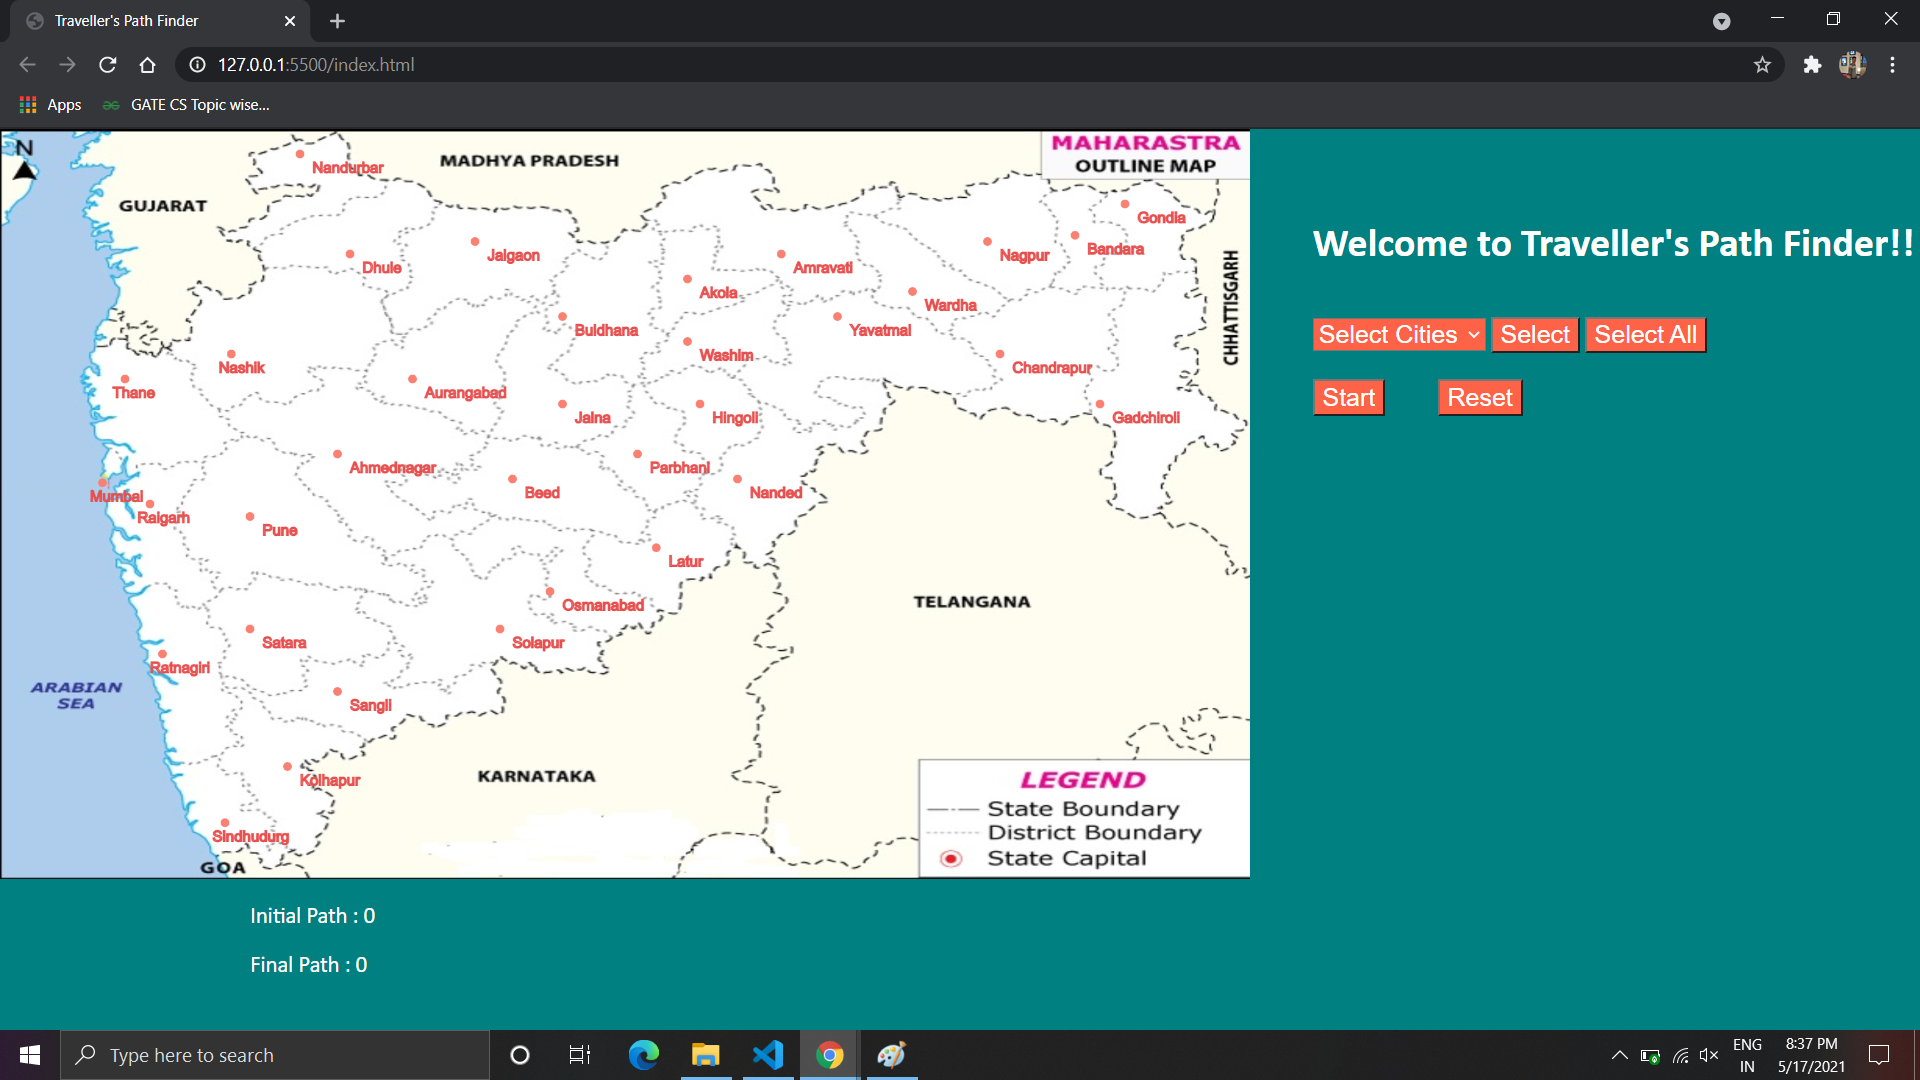 Traveller's Path Finder
127.0.0.1:5500/index.html
Apps
GATE CS Topic wise...
N
MAHARASTRA
OUTLINE MAP
MADHYA PRADESH
Nandurbar
GUJARAT
Gondia
Dhule
Jalgaon
Amravati
Nagpur
Bandara
CHHATTISGARH
Akola
Wardha
Buldhana
Yavatmal
Washim
Nashik
Chandrapur
Thane
Aurangabad
Jalna
Hingoli
Gadchiroli
Ahmednagar
Parbhani
Mumbai
Beed
Nanded
Raigarh
Pune
Latur
TELANGANA
Osmanabad
Satara
Solapur
Ratnagiri
ARABIAN
SEA
Sangli
Kolhapur
KARNATAKA
Sindhudurg
GOA
LEGEND
State Boundary
District Boundary
State Capital
Welcome to Traveller's Path Finder!!
Select Cities
Select
Select All
Start
Reset
Initial Path : 0
Final Path : 0
Type here to search
ENG
IN
8:37 PM
5/17/2021